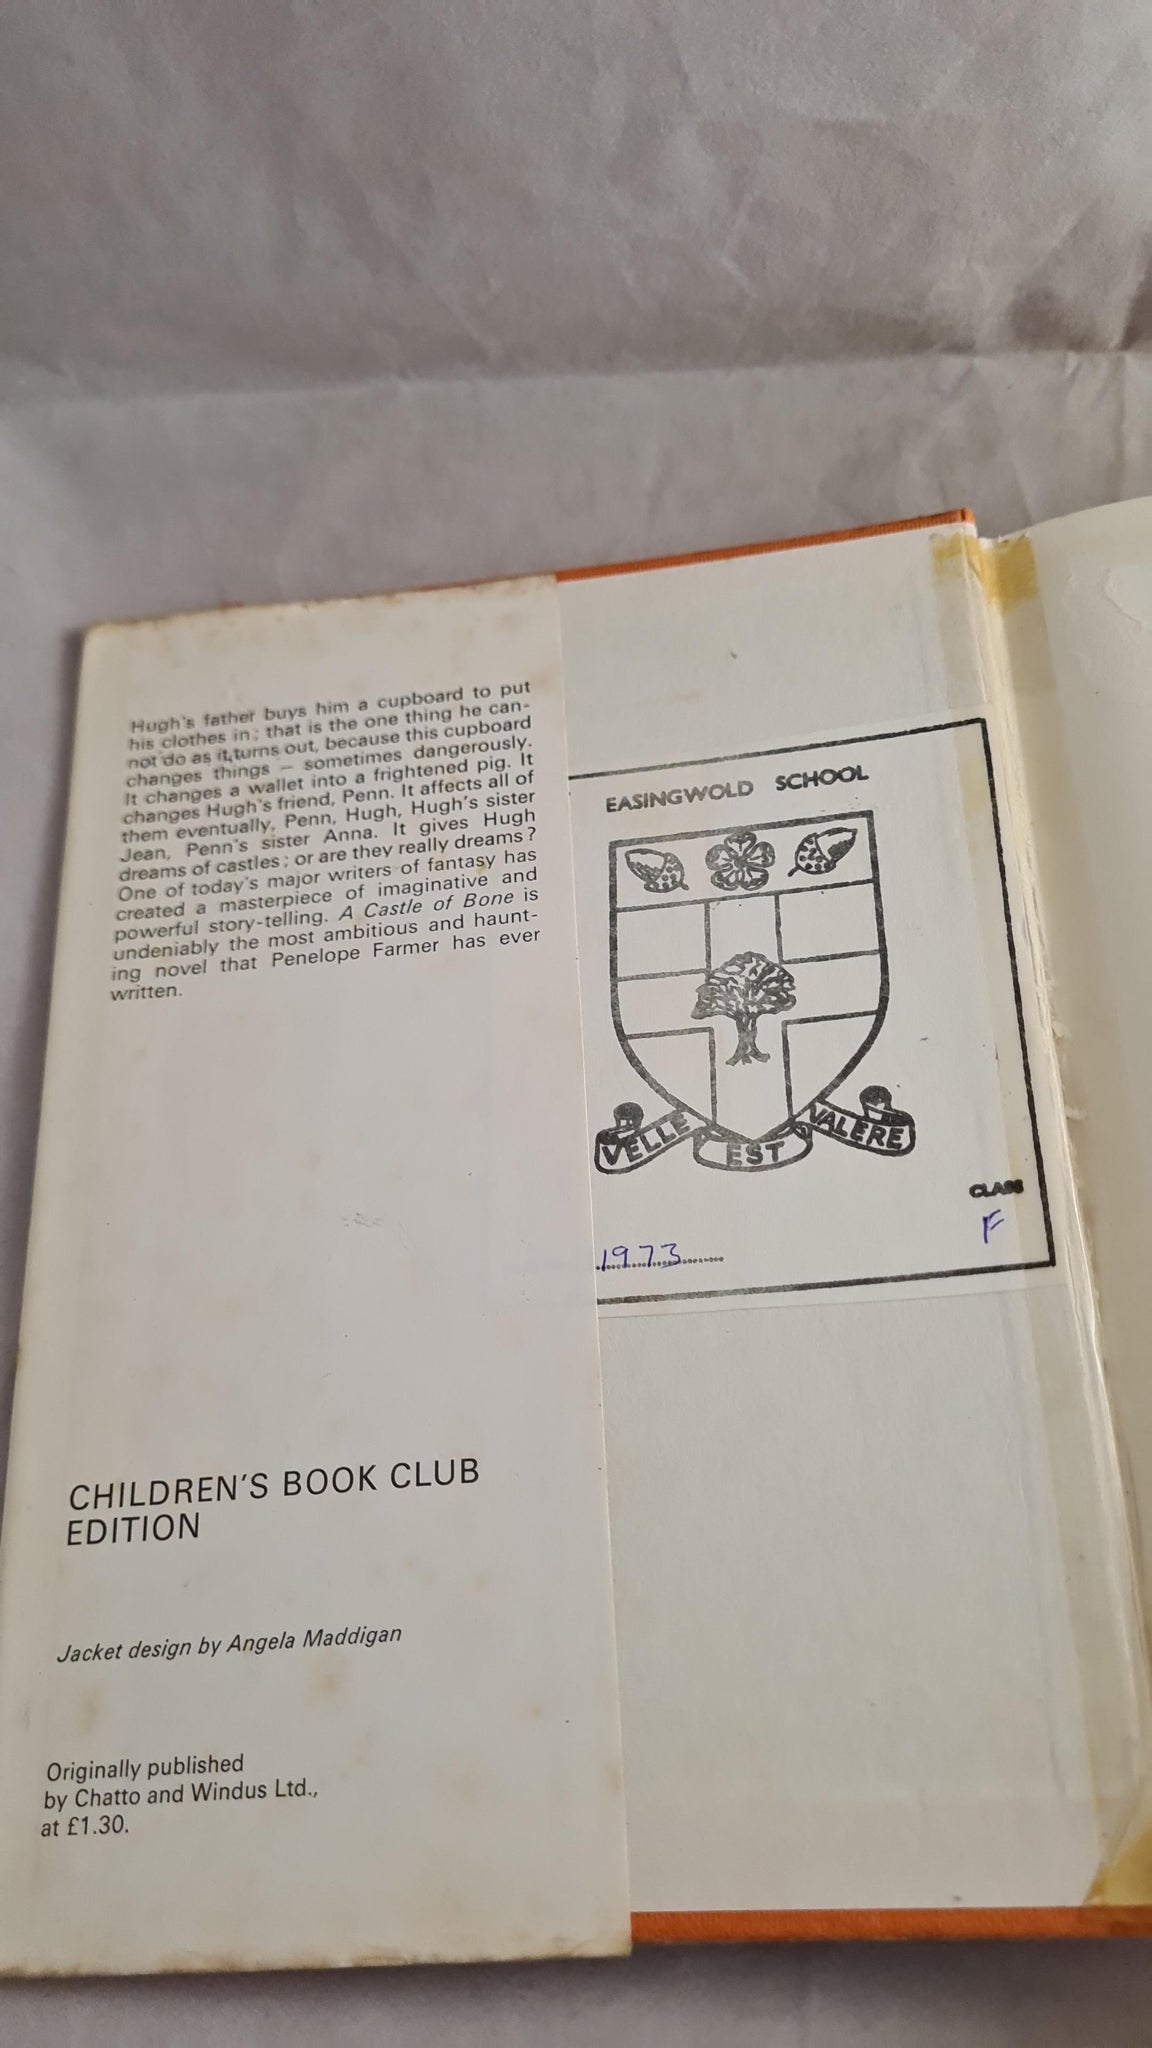 Hugh's father buys him a cupboard to put
his clothes in; that is the one thing he can-
not do as it turns out, because this cupboard
changes things – sometimes dangerously.
It changes a wallet into a frightened pig. It
changes Hugh's friend, Penn. It affects all of
them eventually, Penn, Hugh, Hugh's sister
Jean, Penn's sister Anna. It gives Hugh
dreams of castles; or are they really dreams?
One of today's major writers of fantasy has
created a masterpiece of imaginative and
powerful story-telling. A Castle of Bone is
undeniably the most ambitious and haunt-
ing novel that Penelope Farmer has ever
written.
CHILDREN'S BOOK CLUB
EDITION
Jacket design by Angela Maddigan
Originally published
by Chatto and Windus Ltd.,
at £1.30.
EASINGWOLD SCHOOL
VELLE EST VALERE
CLASS
F
1973